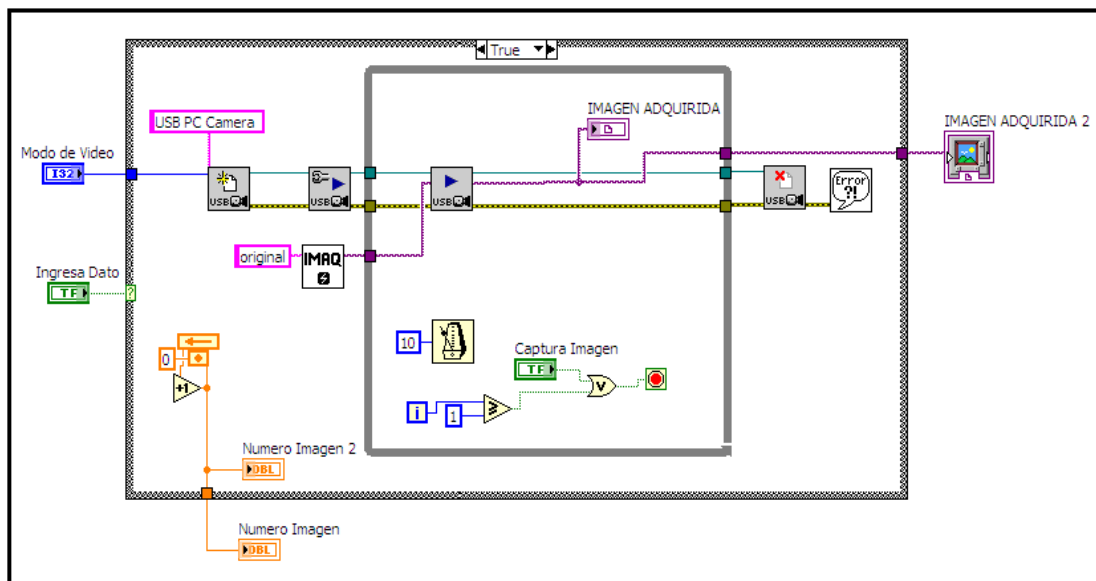 True
USB PC Camera
IMAGEN ADQUIRIDA
IMAGEN ADQUIRIDA 2
Modo de Video
I32
USB
USB
USB
USB
Error
?!
original
IMAQ
Ingresa Dato
TF
?
0
+1
10
Captura Imagen
TF
V
i
1
≥
Numero Imagen 2
DBL
Numero Imagen
DBL